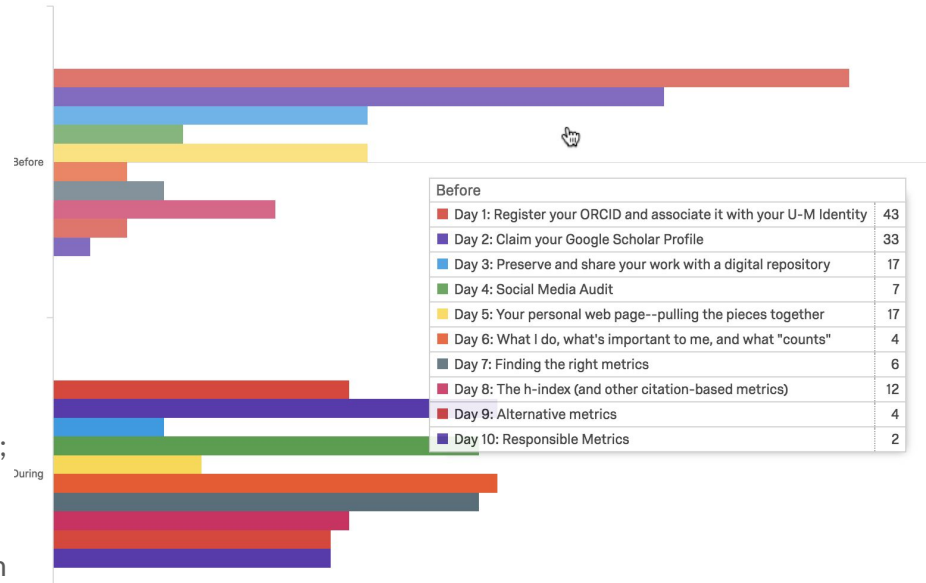 Before
Before
Day 1: Register your ORCID and associate it with your U-M Identity 43
Day 2: Claim your Google Scholar Profile 33
Day 3: Preserve and share your work with a digital repository 17
Day 4: Social Media Audit 7
Day 5: Your personal web page--pulling the pieces together 17
Day 6: What I do, what's important to me, and what "counts" 4
Day 7: Finding the right metrics 6
Day 8: The h-index (and other citation-based metrics) 12
Day 9: Alternative metrics 4
Day 10: Responsible Metrics 2
;
During
n